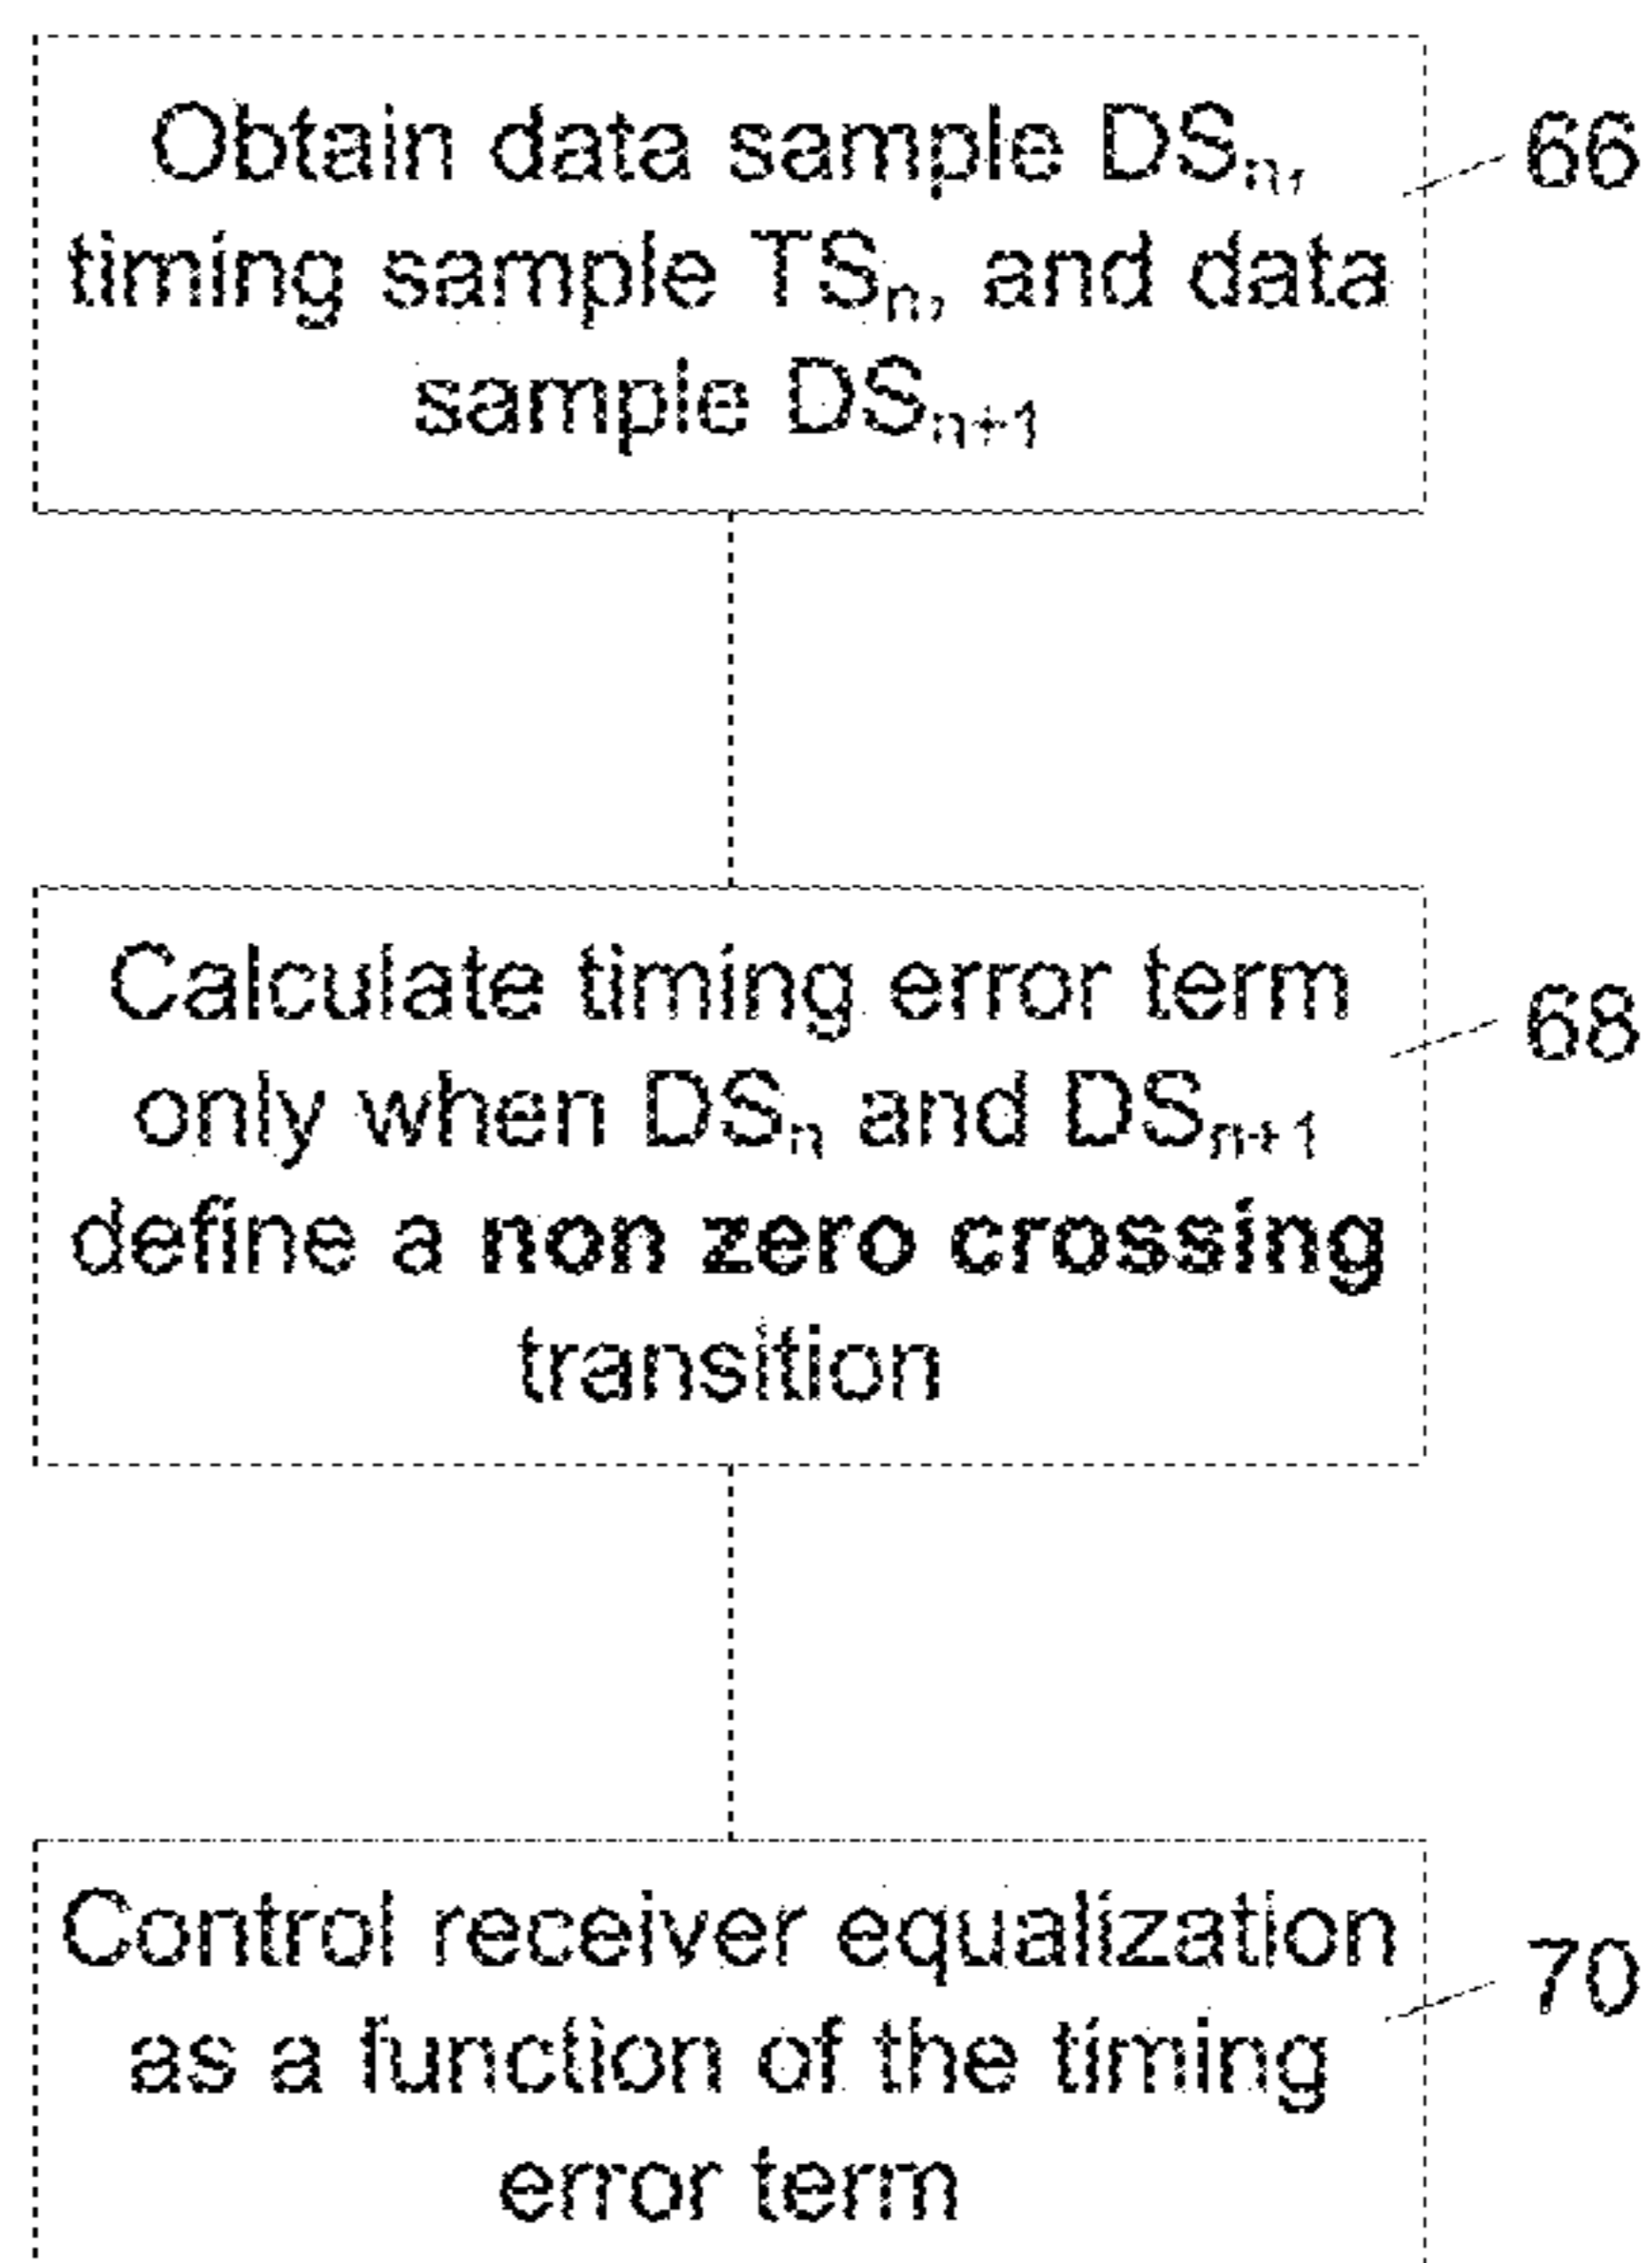 Obtain data sample DSₙ,
66
timing sample TSₙ, and data
sample DSₙ₊₁
Calculate timing error term
68
only when DSₙ and DSₙ₊₁
define a non zero crossing
transition
Control receiver equalization
70
as a function of the timing
error term